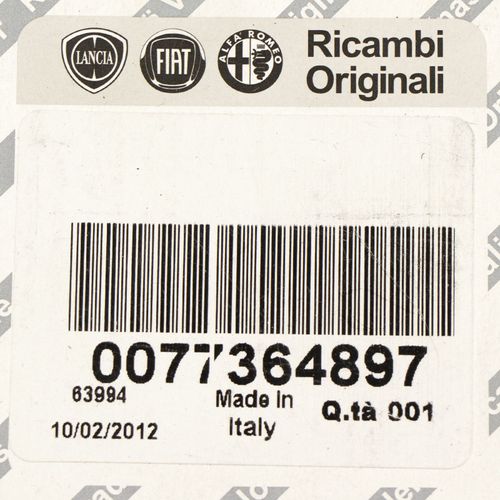 LANCIA FIAT ALFA ROMEO Ricambi
Originali
0077364897
63994 Made In Q.tà 001
10/02/2012 Italy